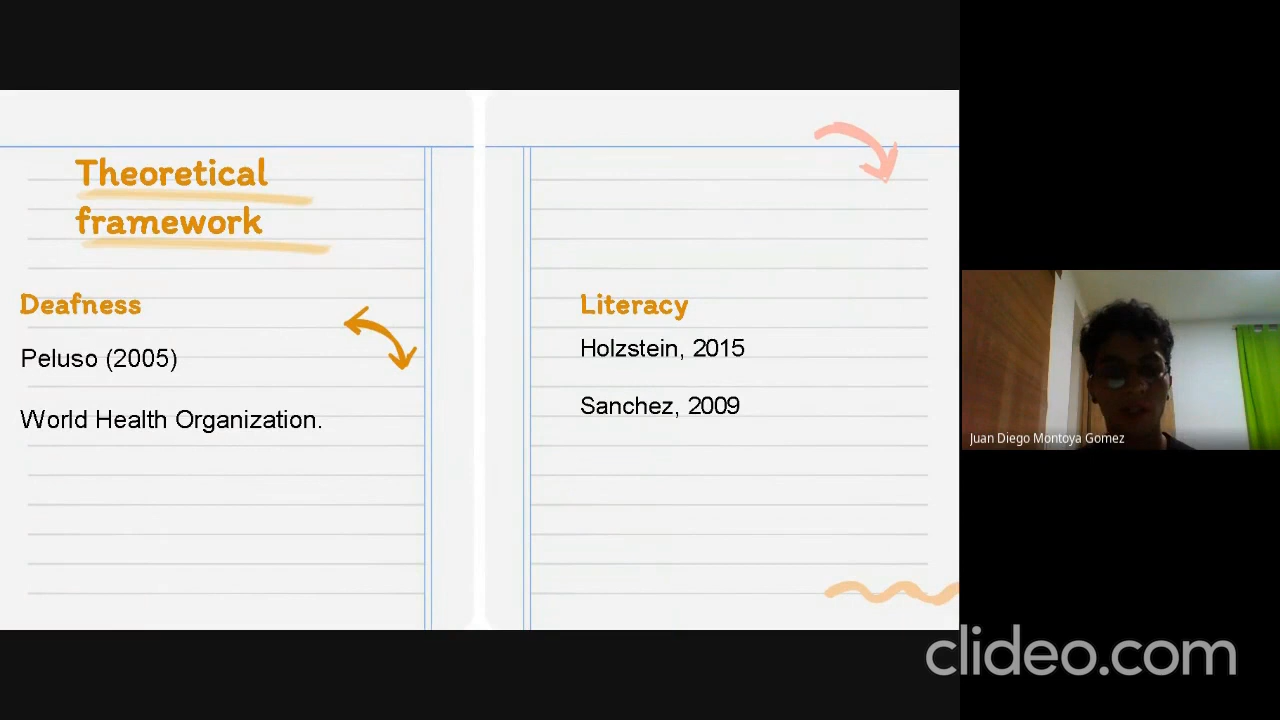 Theoretical
framework
Deafness
Peluso (2005)
World Health Organization.
Literacy
Holzstein, 2015
Sanchez, 2009
Juan Diego Montoya Gomez
clideo.com